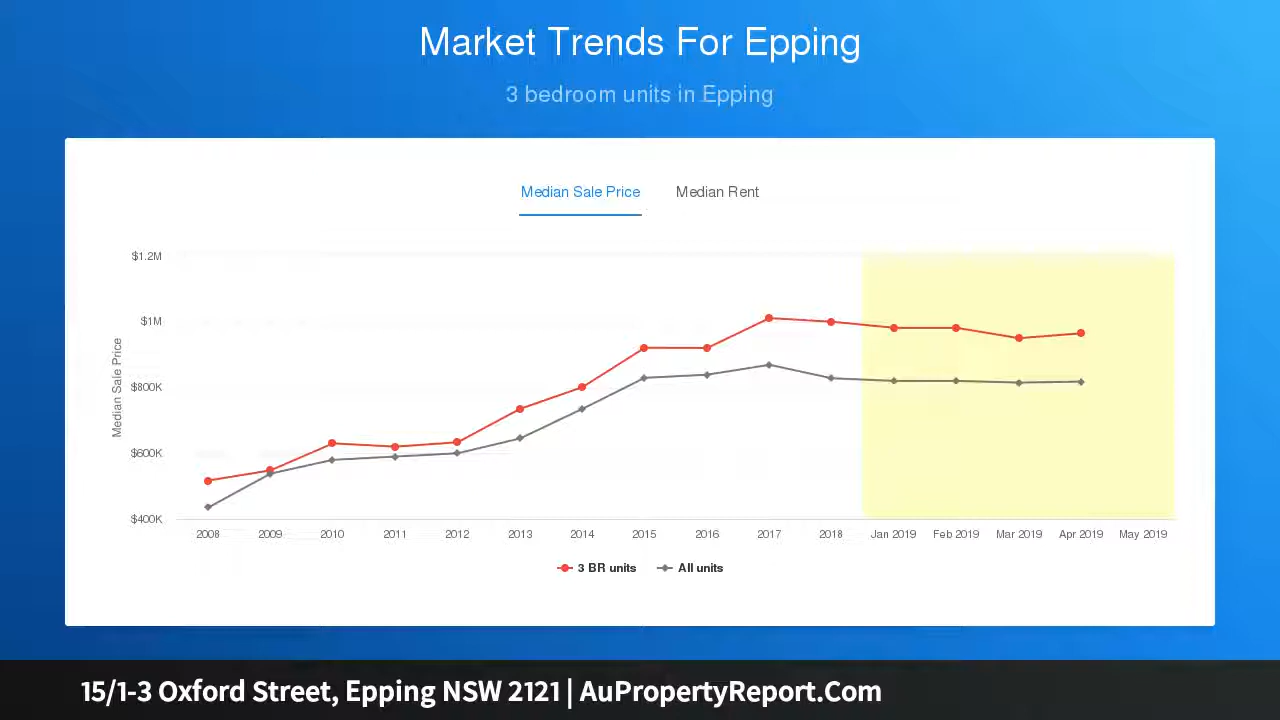 Market Trends For Epping
3 bedroom units in Epping
Median Sale Price Median Rent
Median Sale Price
$1.2M
$1M
$800K
$600K
$400K
2008 2009 2010 2011 2012 2013 2014 2015 2016 2017 2018 Jan 2019 Feb 2019 Mar 2019 Apr 2019 May 2019
3 BR units All units
15/1-3 Oxford Street, Epping NSW 2121 | AuPropertyReport.Com